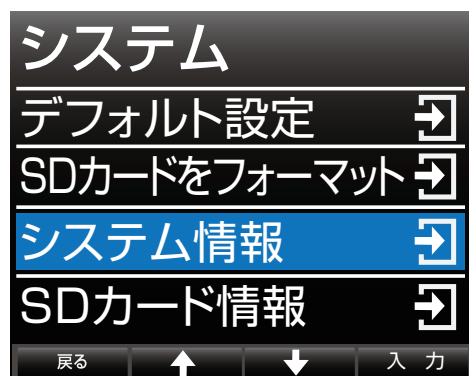 システム
デフォルト設定
SDカードをフォーマット
システム情報
SDカード情報
戻る 入 力